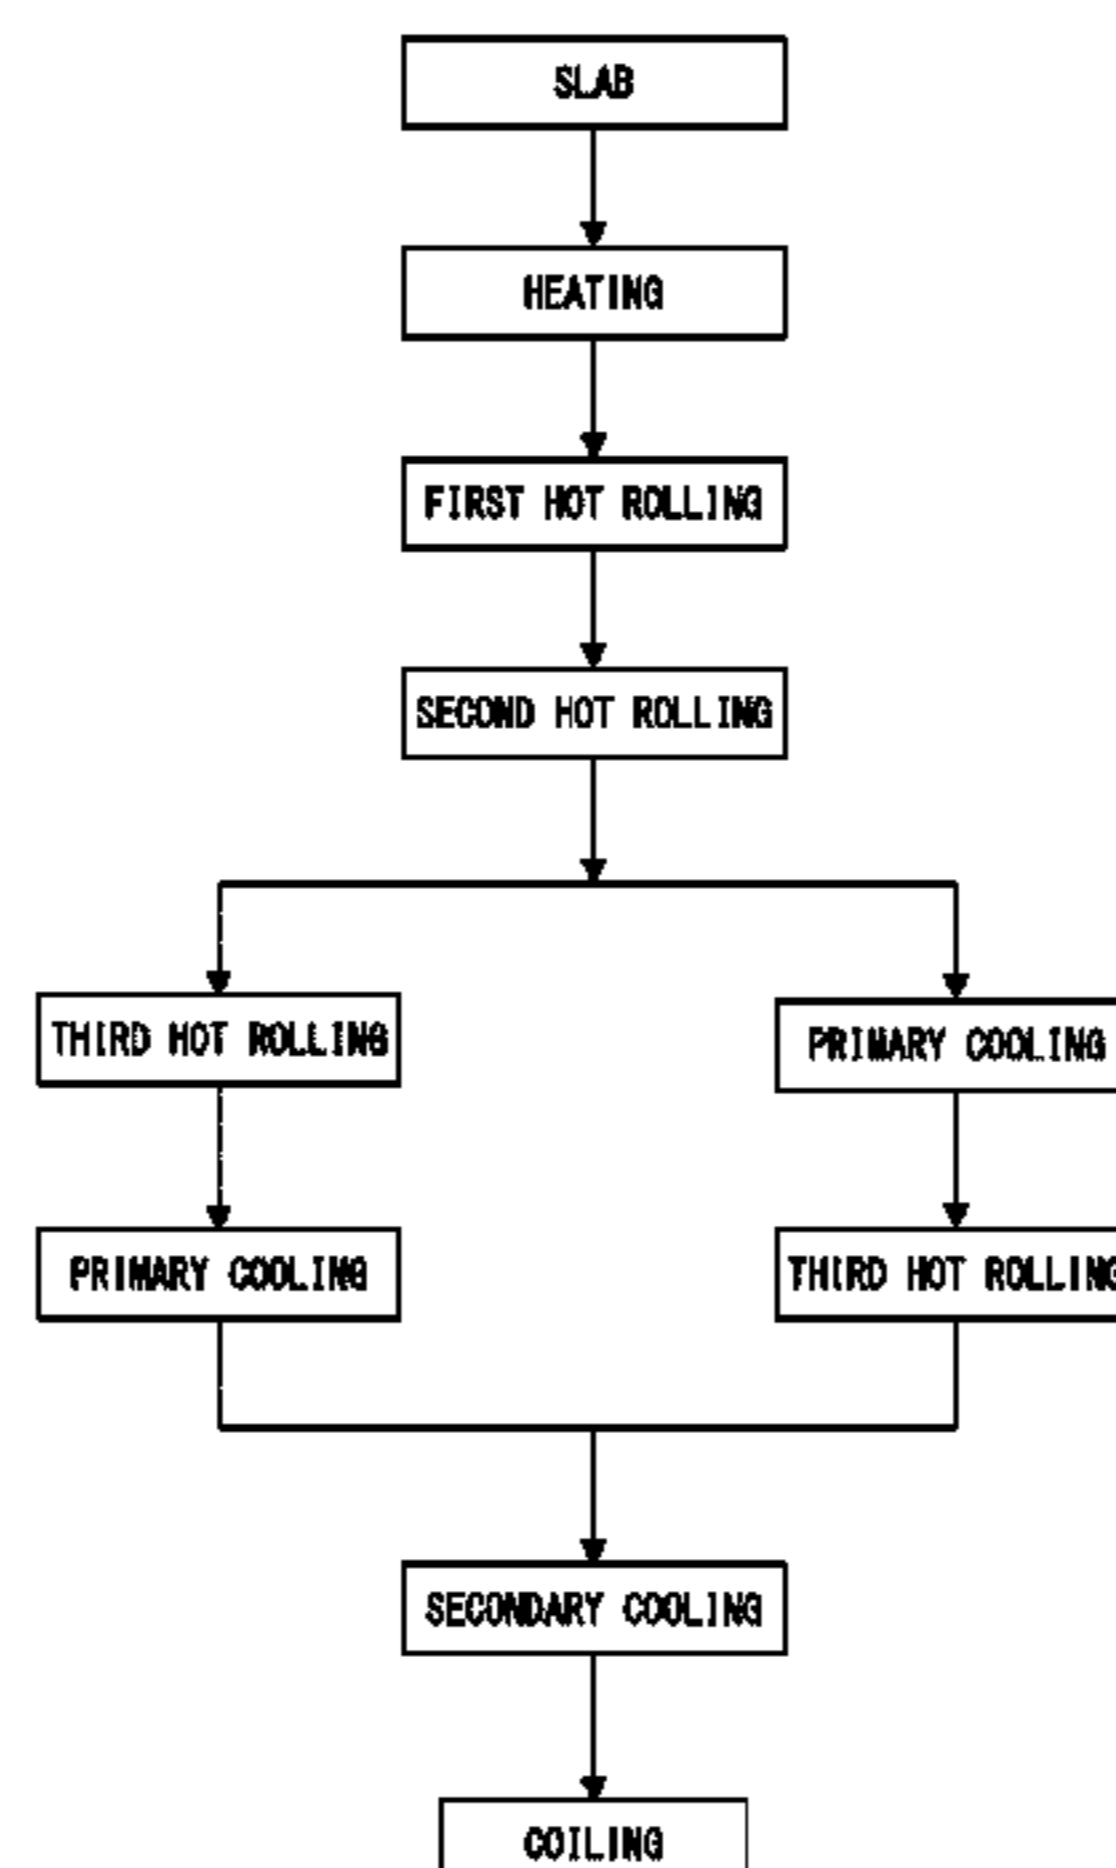 SLAB
HEATING
FIRST HOT ROLLING
SECOND HOT ROLLING
THIRD HOT ROLLING
PRIMARY COOLING
PRIMARY COOLING
THIRD HOT ROLLING
SECONDARY COOLING
COILING